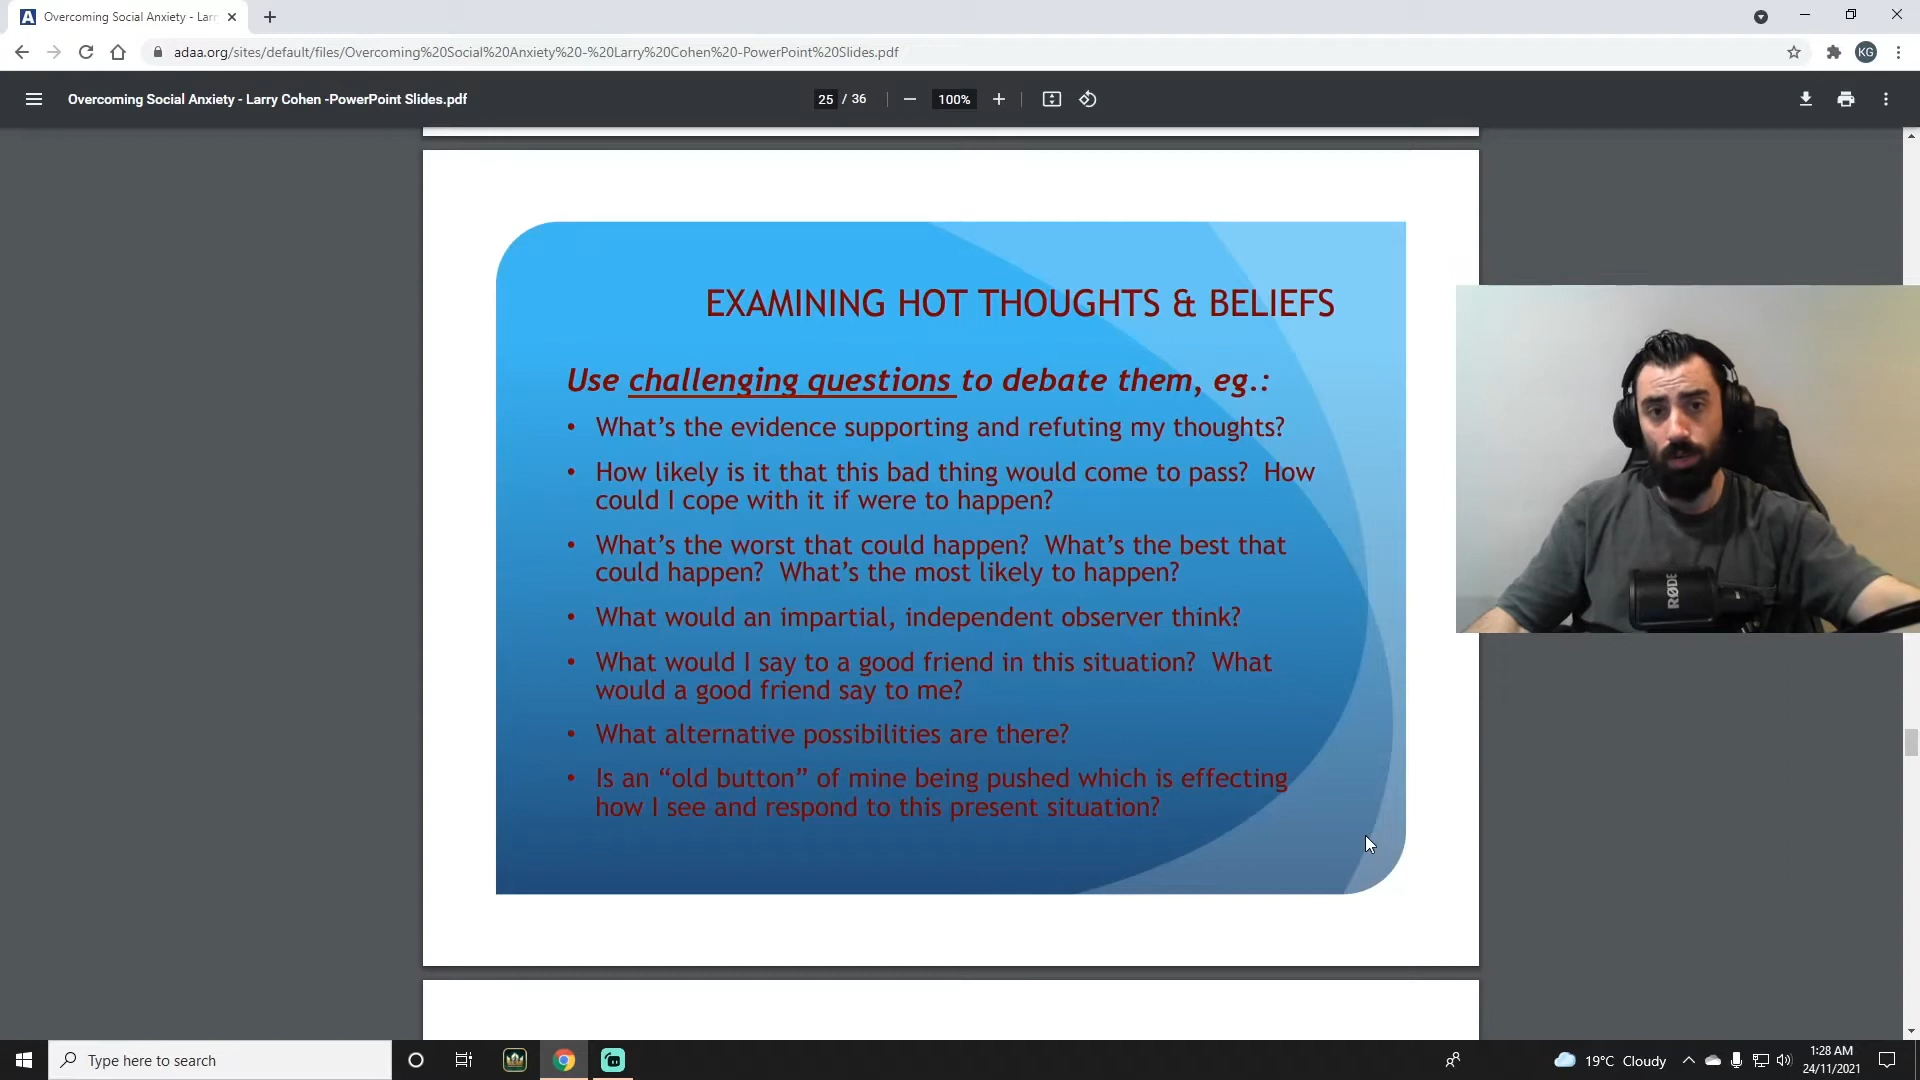 Overcoming Social Anxiety - Larr
adaa.org/sites/default/files/Overcoming%20Social%20Anxiety%20-%20Larry%20Cohen%20-PowerPoint%20Slides.pdf
KG
Overcoming Social Anxiety - Larry Cohen -PowerPoint Slides.pdf
25 / 36
100%
EXAMINING HOT THOUGHTS & BELIEFS
Use challenging questions to debate them, eg.:
• What’s the evidence supporting and refuting my thoughts?
• How likely is it that this bad thing would come to pass? How
could I cope with it if were to happen?
• What’s the worst that could happen? What’s the best that
could happen? What’s the most likely to happen?
• What would an impartial, independent observer think?
• What would I say to a good friend in this situation? What
would a good friend say to me?
• What alternative possibilities are there?
• Is an “old button” of mine being pushed which is effecting
how I see and respond to this present situation?
RØDE
Type here to search
19°C Cloudy
1:28 AM
24/11/2021